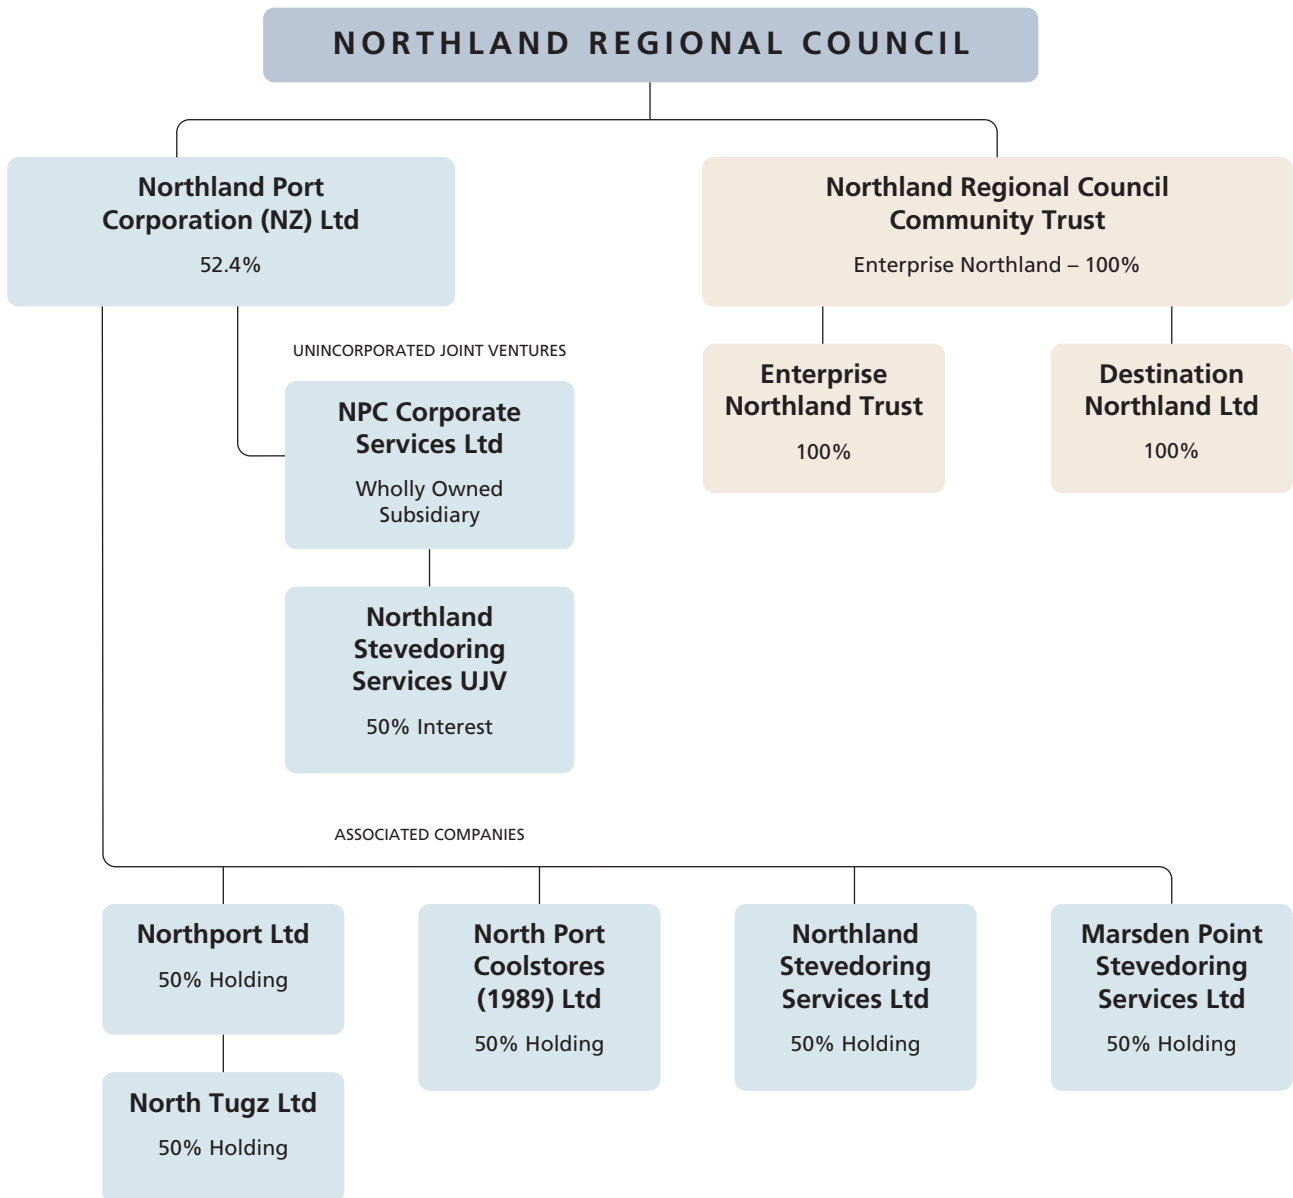 NORTHLAND REGIONAL COUNCIL
Northland Port
Corporation (NZ) Ltd
52.4%
Northland Regional Council
Community Trust
Enterprise Northland – 100%
UNINCORPORATED JOINT VENTURES
NPC Corporate
Services Ltd
Wholly Owned
Subsidiary
Enterprise
Northland Trust
100%
Destination
Northland Ltd
100%
Northland
Stevedoring
Services UJV
50% Interest
ASSOCIATED COMPANIES
Northport Ltd
50% Holding
North Port
Coolstores
(1989) Ltd
50% Holding
Northland
Stevedoring
Services Ltd
50% Holding
Marsden Point
Stevedoring
Services Ltd
50% Holding
North Tugz Ltd
50% Holding